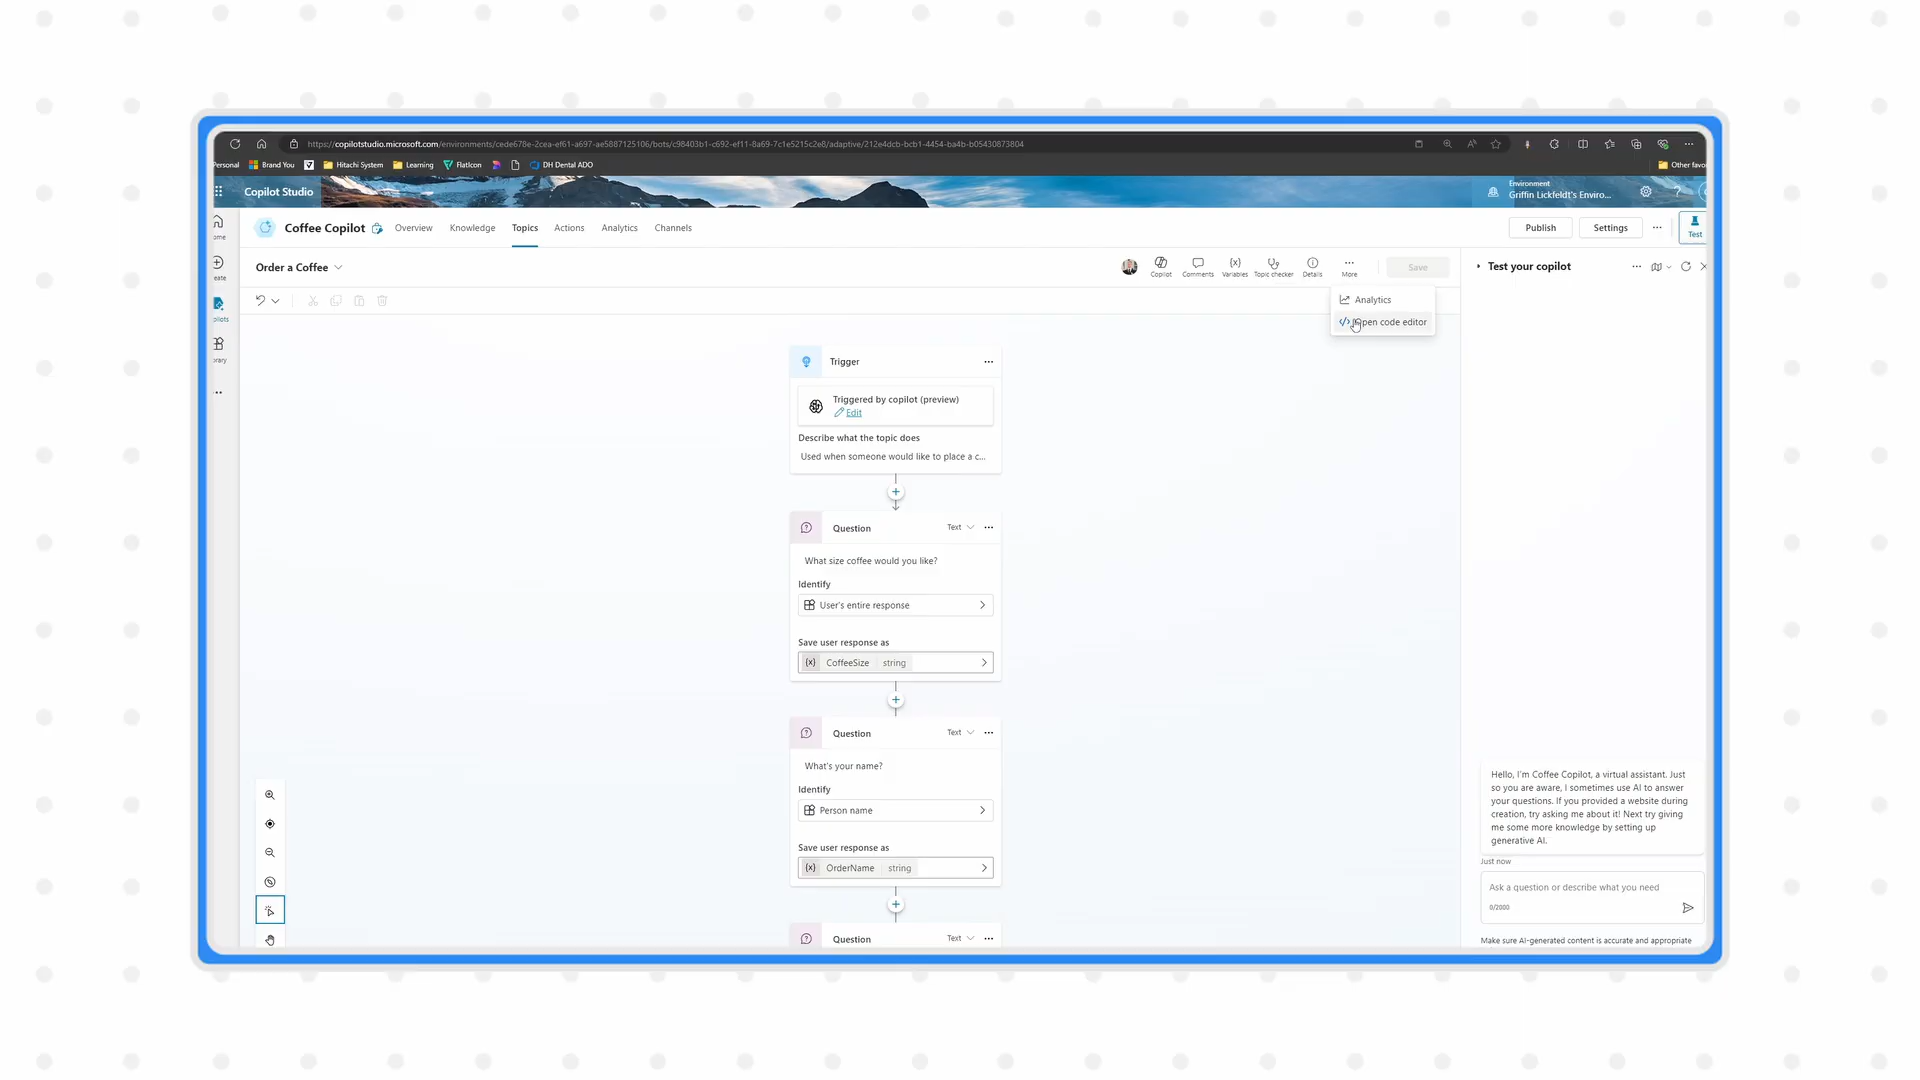 https://copilotstudio.microsoft.com/environments/cede678e-2cea-ef61-a697-ae5887125106/bots/c98403b1-c692-ef11-8a69-7c1e5215c2e8/adaptive/212e4dcb-bcb1-4454-ba4b-b05430873804
Personal Brand You Hitachi System Learning FlatIcon DH Dental ADO Other favo
Copilot Studio
Environment
Griffin Lickfeldt's Enviro...
Coffee Copilot Overview Knowledge Topics Actions Analytics Channels Publish Settings Test
ome
eate
pilots
brary
Order a Coffee
Copilot Comments Variables Topic checker Details More Save
Test your copilot
Analytics
Open code editor
Trigger
Triggered by copilot (preview)
Edit
Describe what the topic does
Used when someone would like to place a c...
Question Text
What size coffee would you like?
Identify
User's entire response
Save user response as
{x} CoffeeSize string
Question Text
What's your name?
Identify
Person name
Save user response as
{x} OrderName string
Question Text
Hello, I'm Coffee Copilot, a virtual assistant. Just
so you are aware, I sometimes use AI to answer
your questions. If you provided a website during
creation, try asking me about it! Next try giving
me some more knowledge by setting up
generative AI.
Just now
Ask a question or describe what you need
0/2000
Make sure AI-generated content is accurate and appropriate